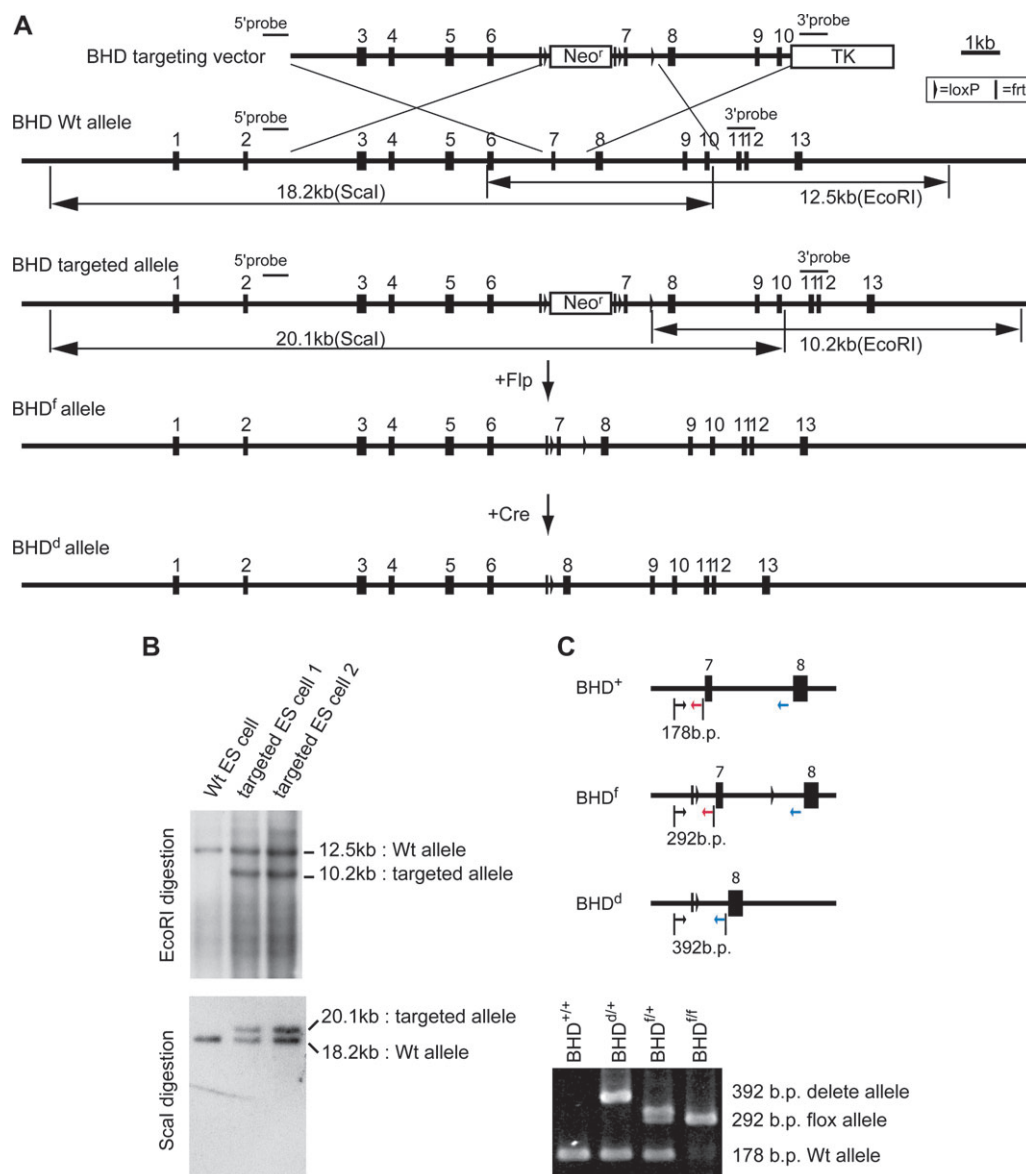 A
5'probe
3'probe
BHD targeting vector
3 4 5 6 Neoʳ 7 8 9 10 TK
1kb
=loxP =frt
BHD Wt allele
5'probe
3'probe
1 2 3 4 5 6 7 8 9 10 11 12 13
18.2kb(ScaI)
12.5kb(EcoRI)
BHD targeted allele
5'probe
3'probe
1 2 3 4 5 6 Neoʳ 7 8 9 10 11 12 13
20.1kb(ScaI)
10.2kb(EcoRI)
+Flp
BHDᶠ allele
1 2 3 4 5 6 7 8 9 10 11 12 13
+Cre
BHDᵈ allele
1 2 3 4 5 6 8 9 10 11 12 13
B
Wt ES cell
targeted ES cell 1
targeted ES cell 2
EcoRI digestion
12.5kb : Wt allele
10.2kb : targeted allele
ScaI digestion
20.1kb : targeted allele
18.2kb : Wt allele
C
BHD⁺
7 8
178b.p.
BHDᶠ
7 8
292b.p.
BHDᵈ
8
392b.p.
BHD⁺/⁺
BHDᵈ/⁺
BHDᶠ/⁺
BHDᶠ/ᶠ
392 b.p. delete allele
292 b.p. flox allele
178 b.p. Wt allele